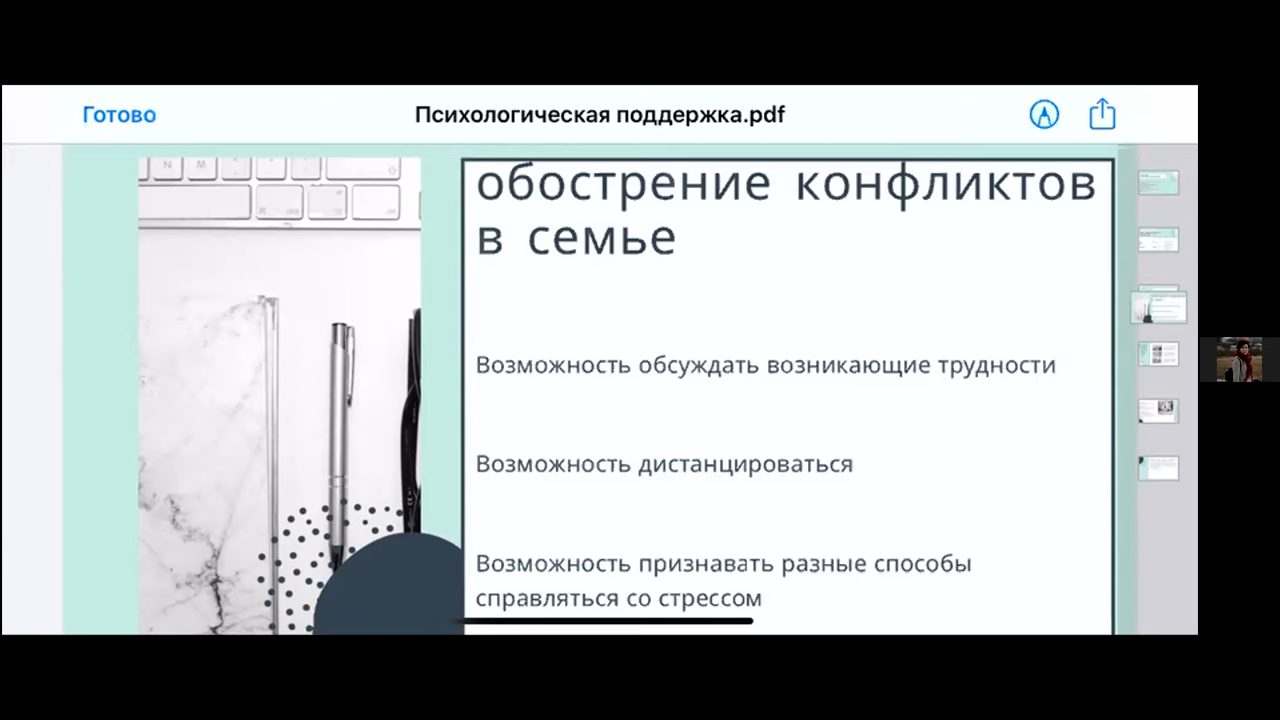 Готово
Психологическая поддержка.pdf
обострение конфликтов
в семье
Возможность обсуждать возникающие трудности
Возможность дистанцироваться
Возможность признавать разные способы
справляться со стрессом